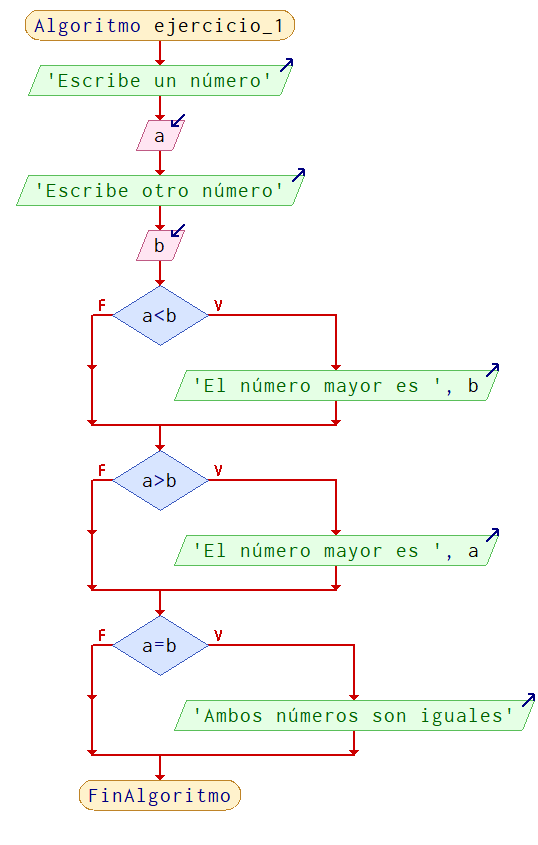 Algoritmo ejercicio_1
'Escribe un número'
a
'Escribe otro número'
b
F
a<b
V
'El número mayor es ', b
F
a>b
V
'El número mayor es ', a
F
a=b
V
'Ambos números son iguales'
FinAlgoritmo